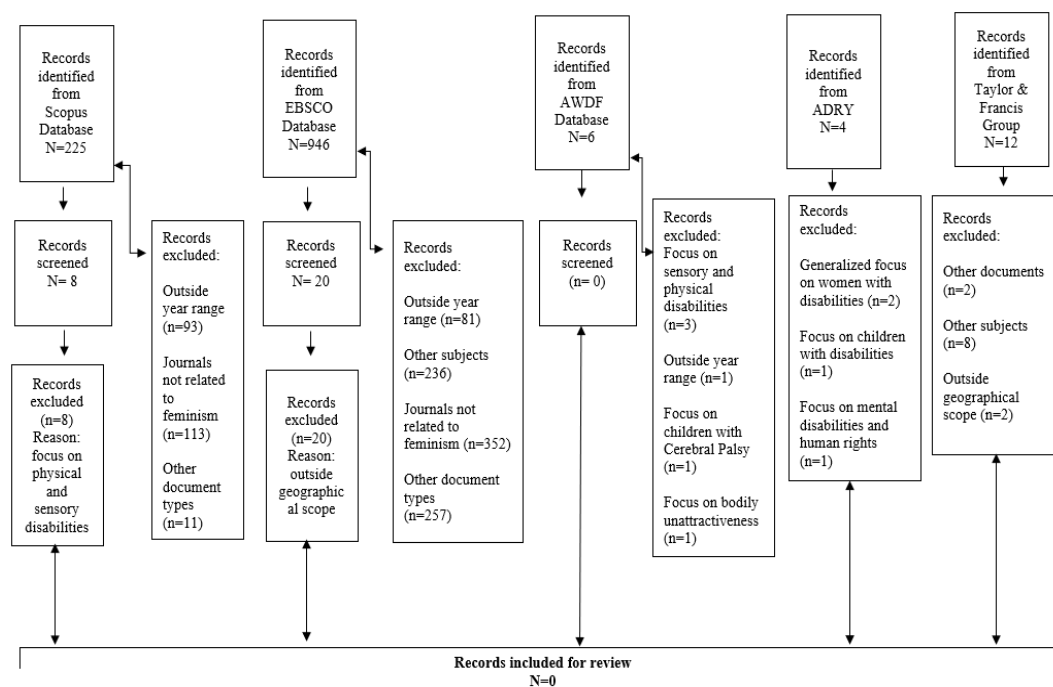 Records
identified
from
Scopus
Database
N=225
Records
identified
from
EBSCO
Database
N=946
Records
identified
from
AWDF
Database
N=6
Records
identified
from
ADRY
N=4
Records
identified
from
Taylor &
Francis
Group
N=12
Records
screened
N= 8
Records
excluded:
Outside
year range
(n=93)
Journals
not related
to
feminism
(n=113)
Other
document
types
(n=11)
Records
screened
N= 20
Records
excluded:
Outside year
range (n=81)
Other subjects
(n=236)
Journals not
related to
feminism (n=352)
Other document
types
(n=257)
Records
screened
(n= 0)
Records
excluded:
Focus on
sensory and
physical
disabilities
(n=3)
Outside year
range (n=1)
Focus on
children with
Cerebral Palsy
(n=1)
Focus on bodily
unattractiveness
(n=1)
Records
excluded:
Generalized focus
on women with
disabilities (n=2)
Focus on children
with disabilities
(n=1)
Focus on mental
disabilities and
human rights
(n=1)
Records
excluded:
Other documents
(n=2)
Other subjects
(n=8)
Outside
geographical
scope (n=2)
Records
excluded
(n=8)
Reason:
focus on
physical
and
sensory
disabilities
Records
excluded
(n=20)
Reason:
outside
geographic
al scope
Records included for review
N=0